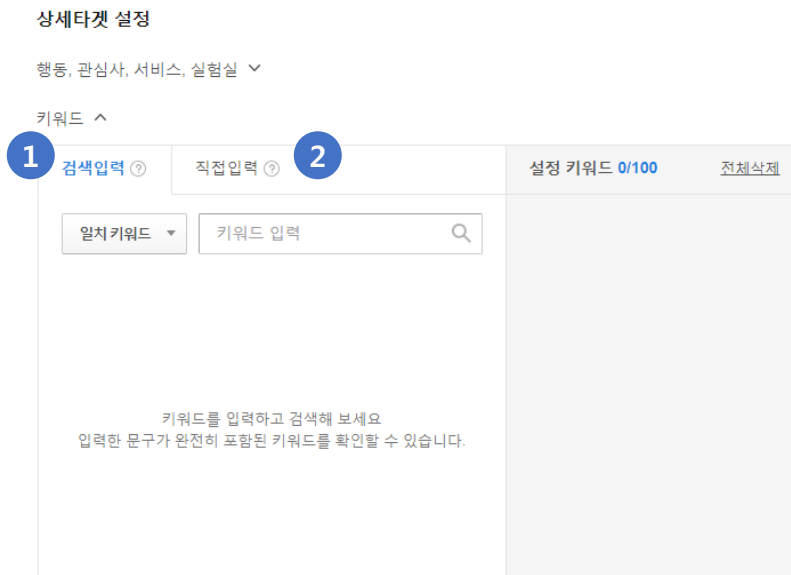 상세타겟 설정
행동, 관심사, 서비스, 실험실
키워드
1 검색입력 ? 직접입력 ? 2 설정 키워드 0/100 전체삭제
일치 키워드 키워드 입력
키워드를 입력하고 검색해 보세요
입력한 문구가 완전히 포함된 키워드를 확인할 수 있습니다.